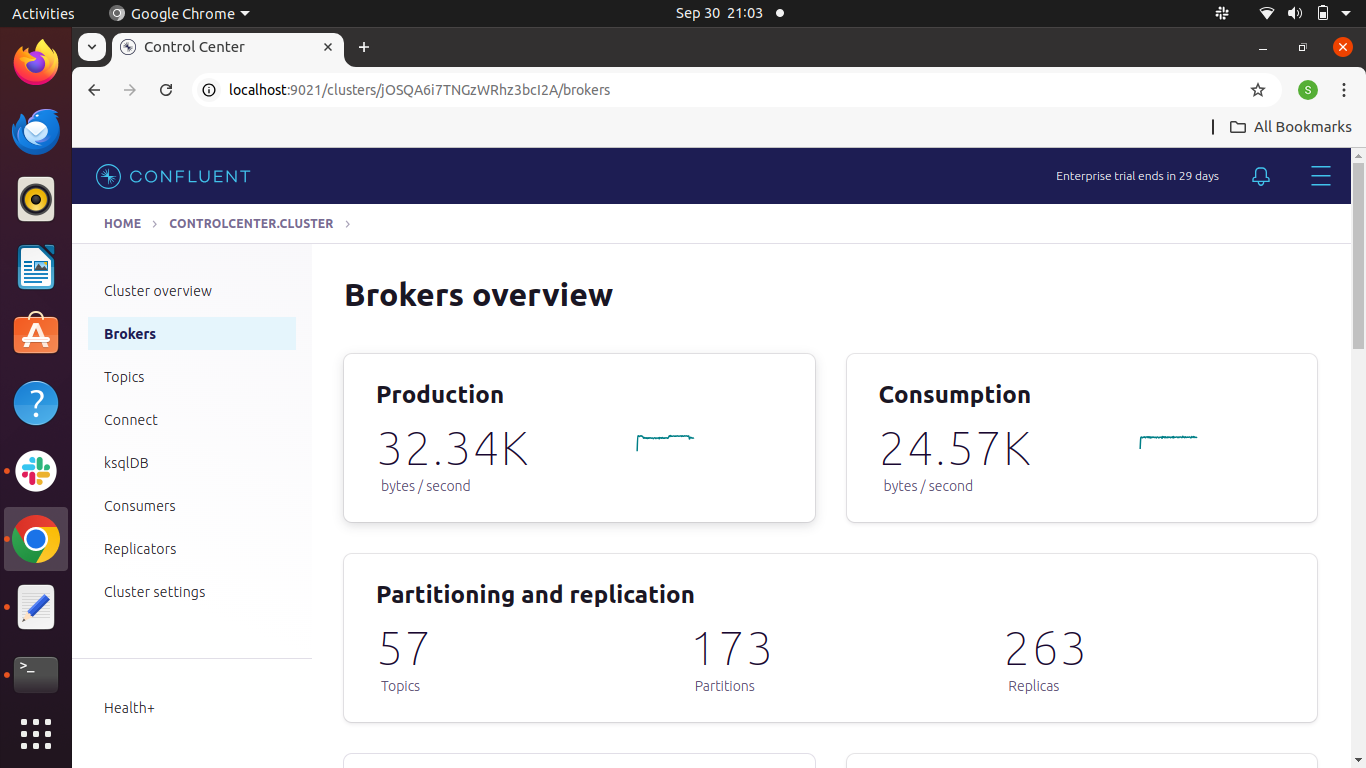 Activities
Google Chrome
Sep 30 21:03
Control Center
localhost:9021/clusters/jOSQA6i7TNGzWRhz3bcI2A/brokers
S
All Bookmarks
CONFLUENT
Enterprise trial ends in 29 days
HOME
CONTROLCENTER.CLUSTER
Cluster overview
Brokers
Topics
Connect
ksqlDB
Consumers
Replicators
Cluster settings
Health+
Brokers overview
Production
32.34K
bytes / second
Consumption
24.57K
bytes / second
Partitioning and replication
57
Topics
173
Partitions
263
Replicas